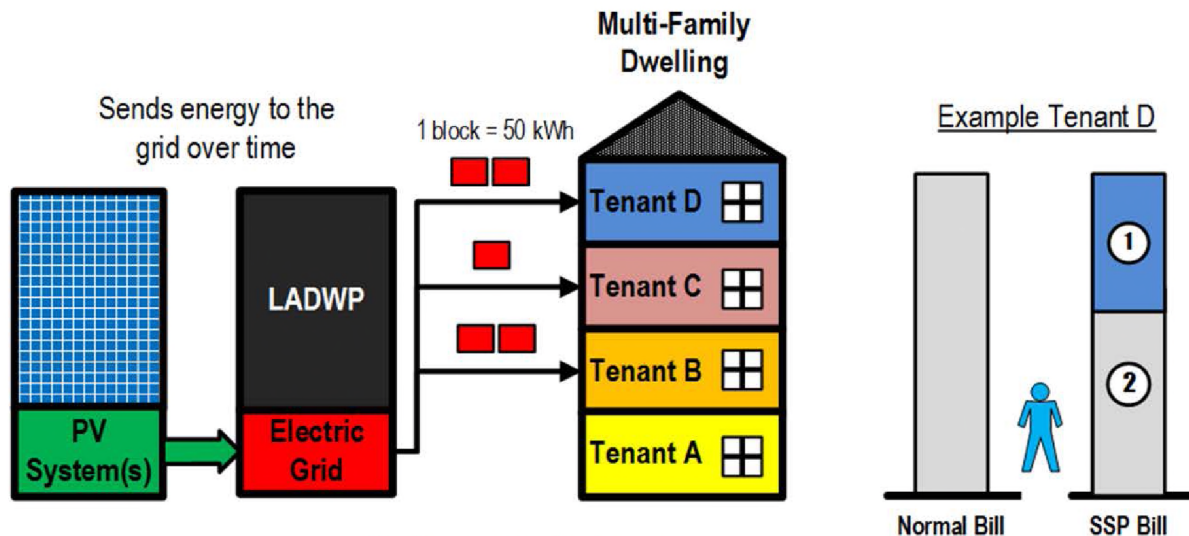 Multi-Family
Dwelling
Sends energy to the
grid over time
1 block = 50 kWh
Example Tenant D
Tenant D
1
Tenant C
LADWP
Tenant B
2
PV
System(s)
Electric
Grid
Tenant A
Normal Bill
SSP Bill